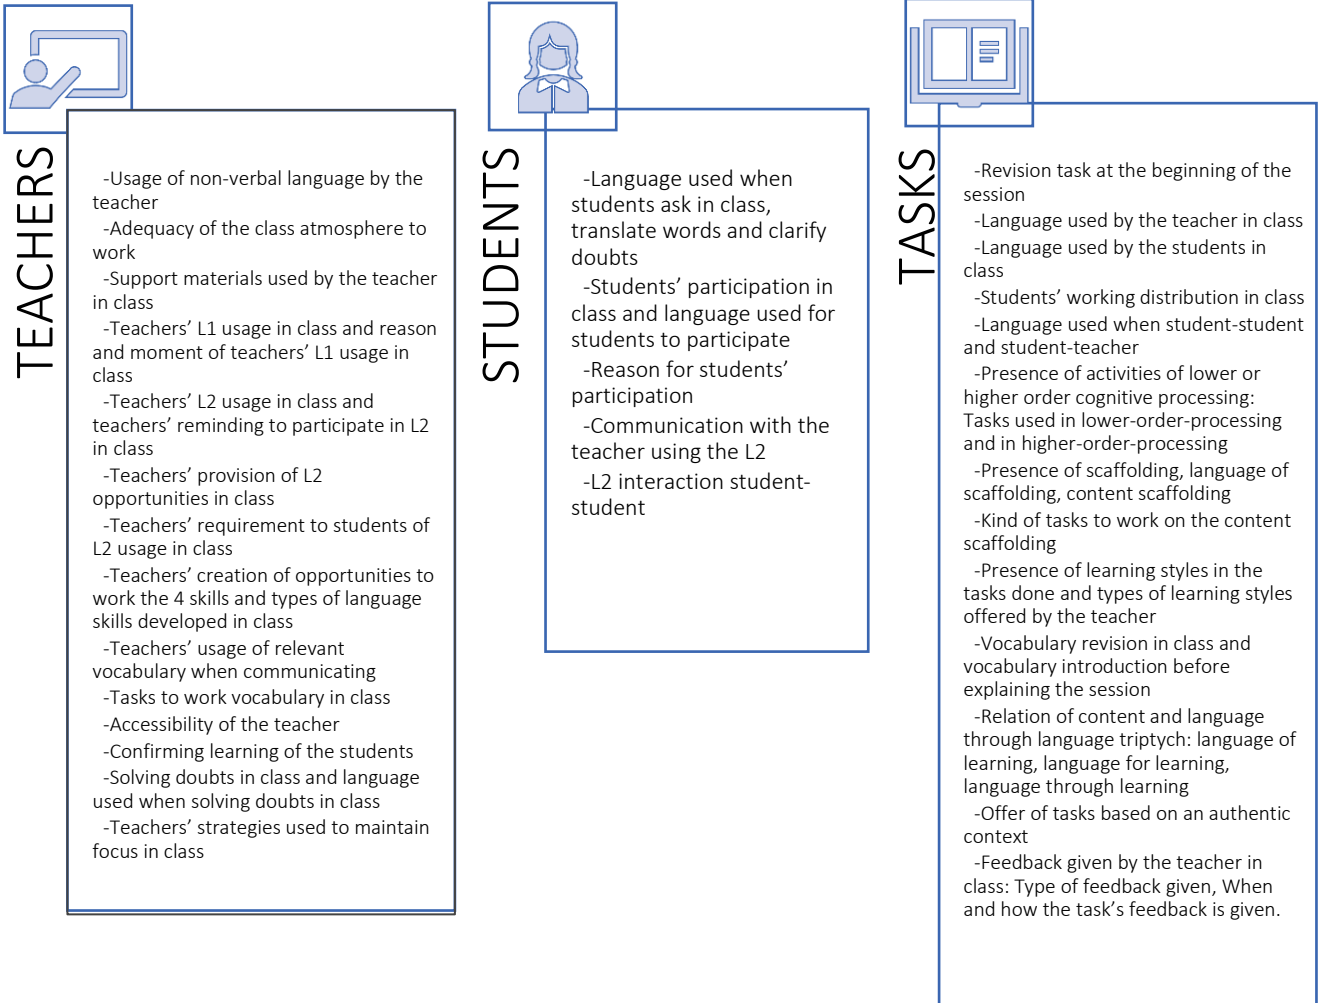 TEACHERS
-Usage of non-verbal language by the
teacher
-Adequacy of the class atmosphere to
work
-Support materials used by the teacher
in class
-Teachers’ L1 usage in class and reason
and moment of teachers’ L1 usage in
class
-Teachers’ L2 usage in class and
teachers’ reminding to participate in L2
in class
-Teachers’ provision of L2
opportunities in class
-Teachers’ requirement to students of
L2 usage in class
-Teachers’ creation of opportunities to
work the 4 skills and types of language
skills developed in class
-Teachers’ usage of relevant
vocabulary when communicating
-Tasks to work vocabulary in class
-Accessibility of the teacher
-Confirming learning of the students
-Solving doubts in class and language
used when solving doubts in class
-Teachers’ strategies used to maintain
focus in class
STUDENTS
-Language used when
students ask in class,
translate words and clarify
doubts
-Students’ participation in
class and language used for
students to participate
-Reason for students’
participation
-Communication with the
teacher using the L2
-L2 interaction student-
student
TASKS
-Revision task at the beginning of the
session
-Language used by the teacher in class
-Language used by the students in
class
-Students’ working distribution in class
-Language used when student-student
and student-teacher
-Presence of activities of lower or
higher order cognitive processing:
Tasks used in lower-order-processing
and in higher-order-processing
-Presence of scaffolding, language of
scaffolding, content scaffolding
-Kind of tasks to work on the content
scaffolding
-Presence of learning styles in the
tasks done and types of learning styles
offered by the teacher
-Vocabulary revision in class and
vocabulary introduction before
explaining the session
-Relation of content and language
through language triptych: language of
learning, language for learning,
language through learning
-Offer of tasks based on an authentic
context
-Feedback given by the teacher in
class: Type of feedback given, When
and how the task’s feedback is given.